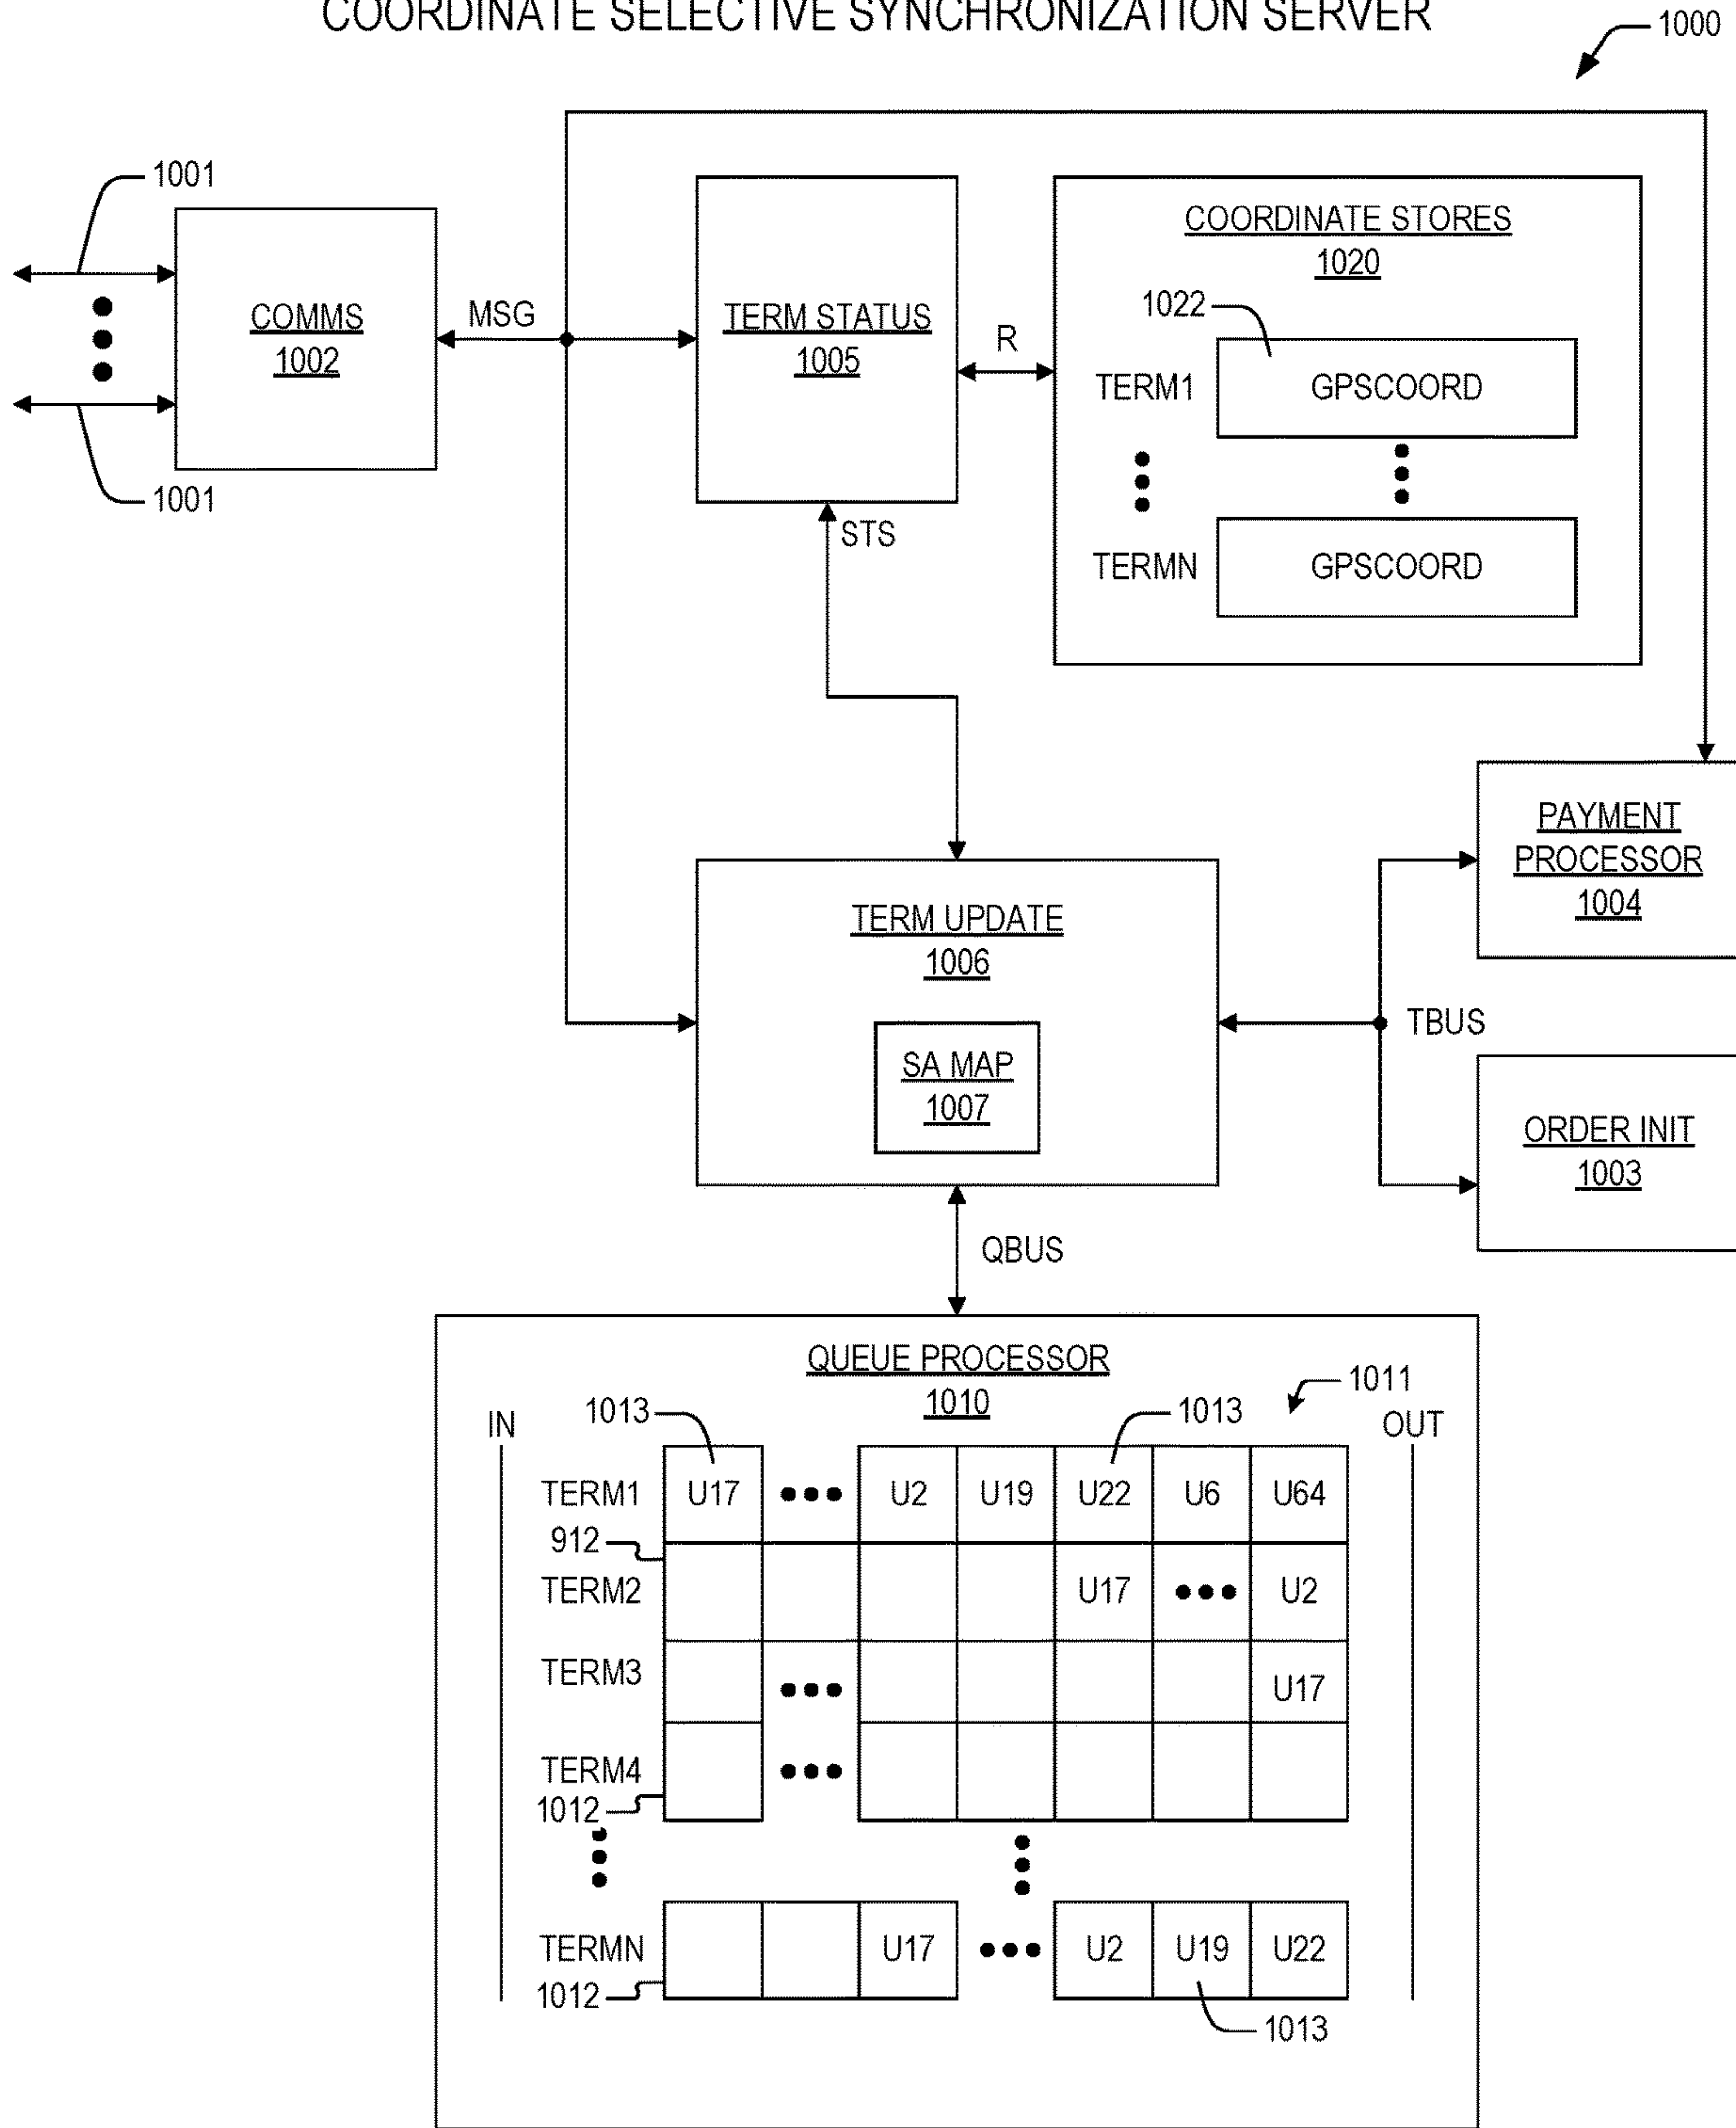 COORDINATE SELECTIVE SYNCHRONIZATION SERVER
1000
1001
COMMS
1002
1001
MSG
TERM STATUS
1005
R
COORDINATE STORES
1020
1022
TERM1 GPSCOORD
TERMN GPSCOORD
STS
PAYMENT
PROCESSOR
1004
TERM UPDATE
1006
SA MAP
1007
TBUS
ORDER INIT
1003
QBUS
QUEUE PROCESSOR
1010
1011
IN
1013
1013
OUT
TERM1 U17 U2 U19 U22 U6 U64
912
TERM2 U17 U2
TERM3 U17
TERM4
1012
TERMN U17 U2 U19 U22
1012
1013